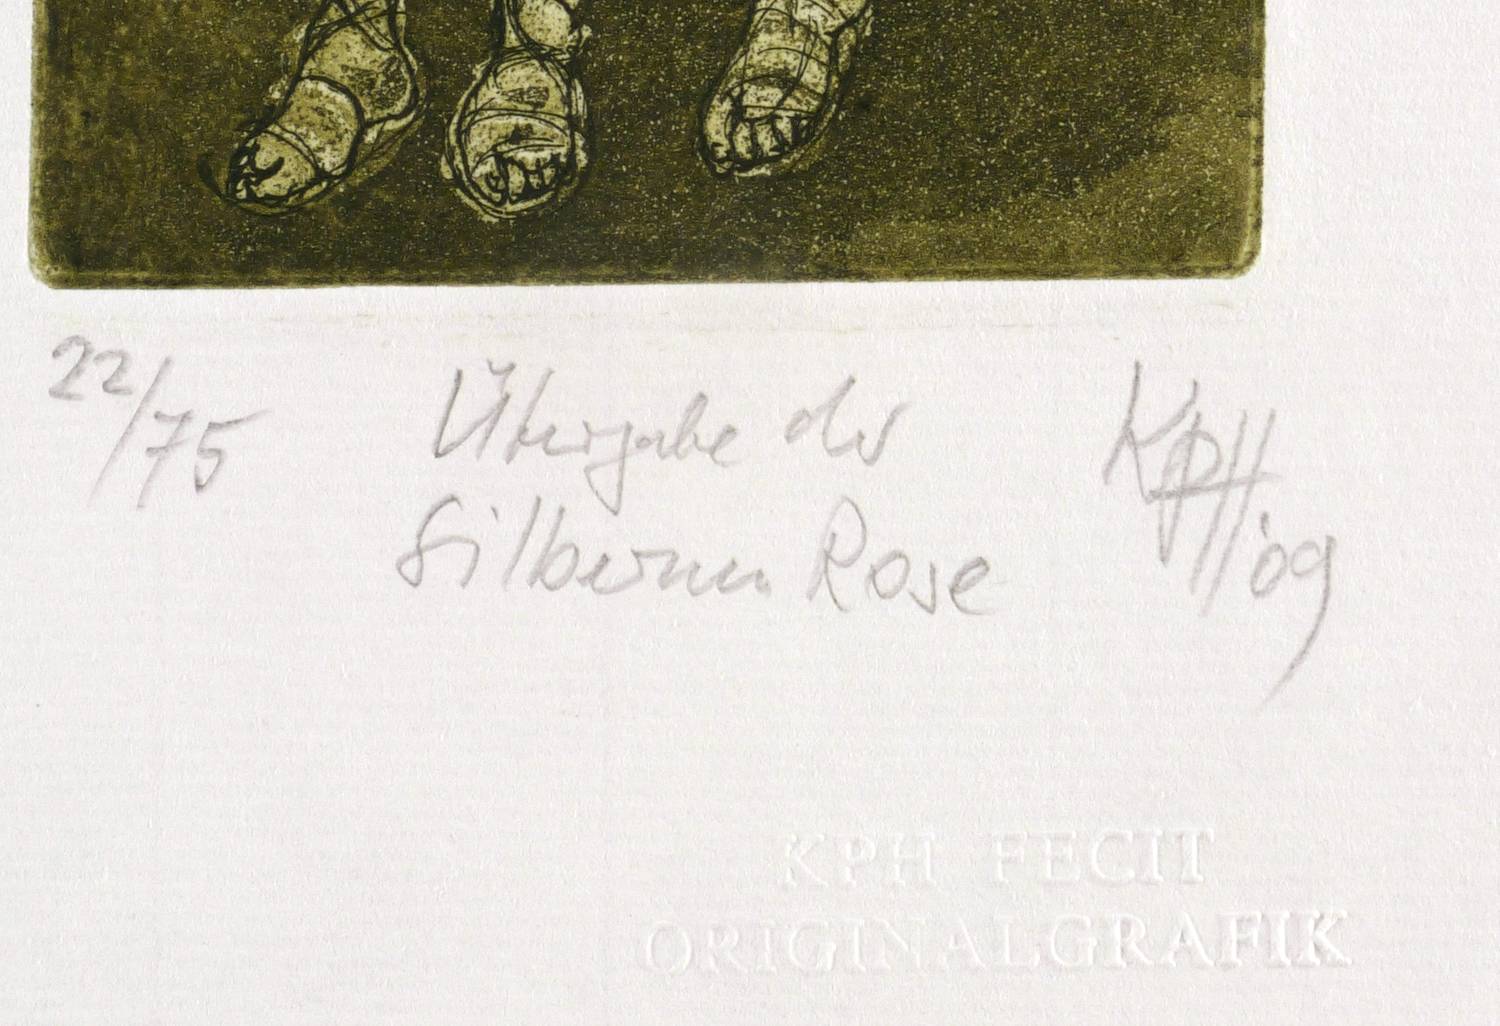 22/75
Übergabe der
Silbernen Rose
KPH '09
KPH FECIT
ORIGINALGRAFIK